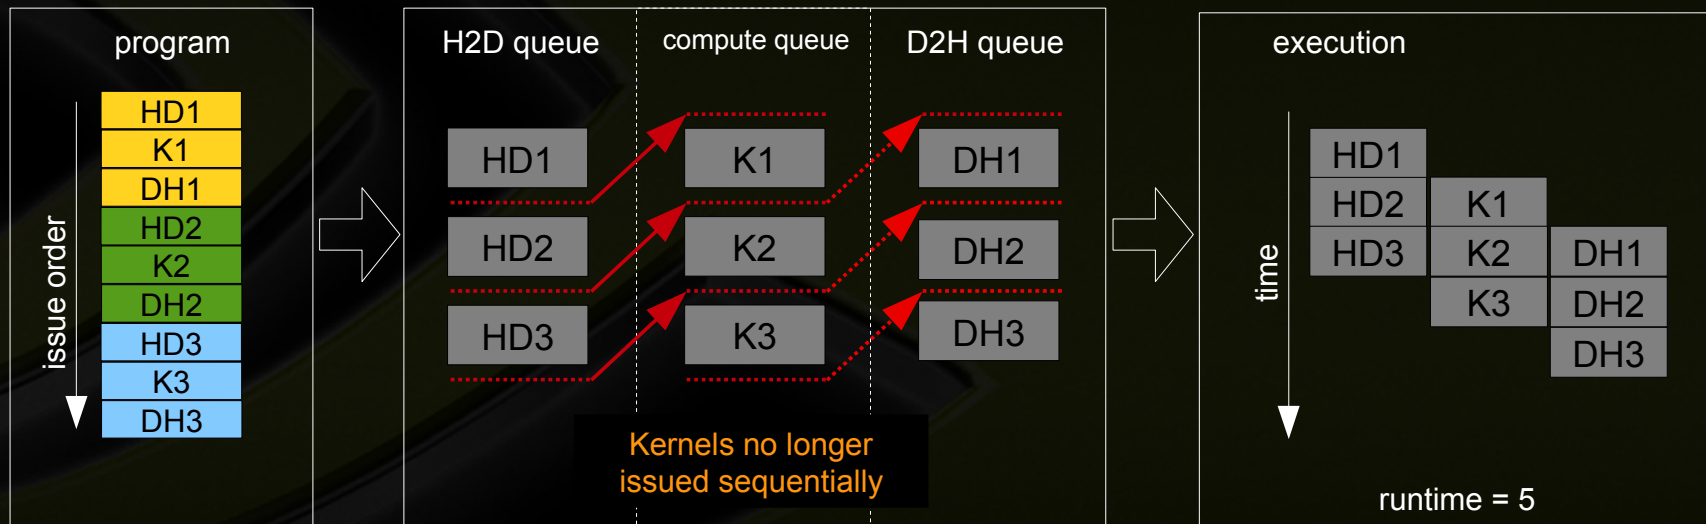 program
issue order
HD1
K1
DH1
HD2
K2
DH2
HD3
K3
DH3
H2D queue
compute queue
D2H queue
HD1
K1
DH1
HD2
K2
DH2
HD3
K3
DH3
Kernels no longer
issued sequentially
execution
time
HD1
HD2
K1
HD3
K2
DH1
K3
DH2
DH3
runtime = 5